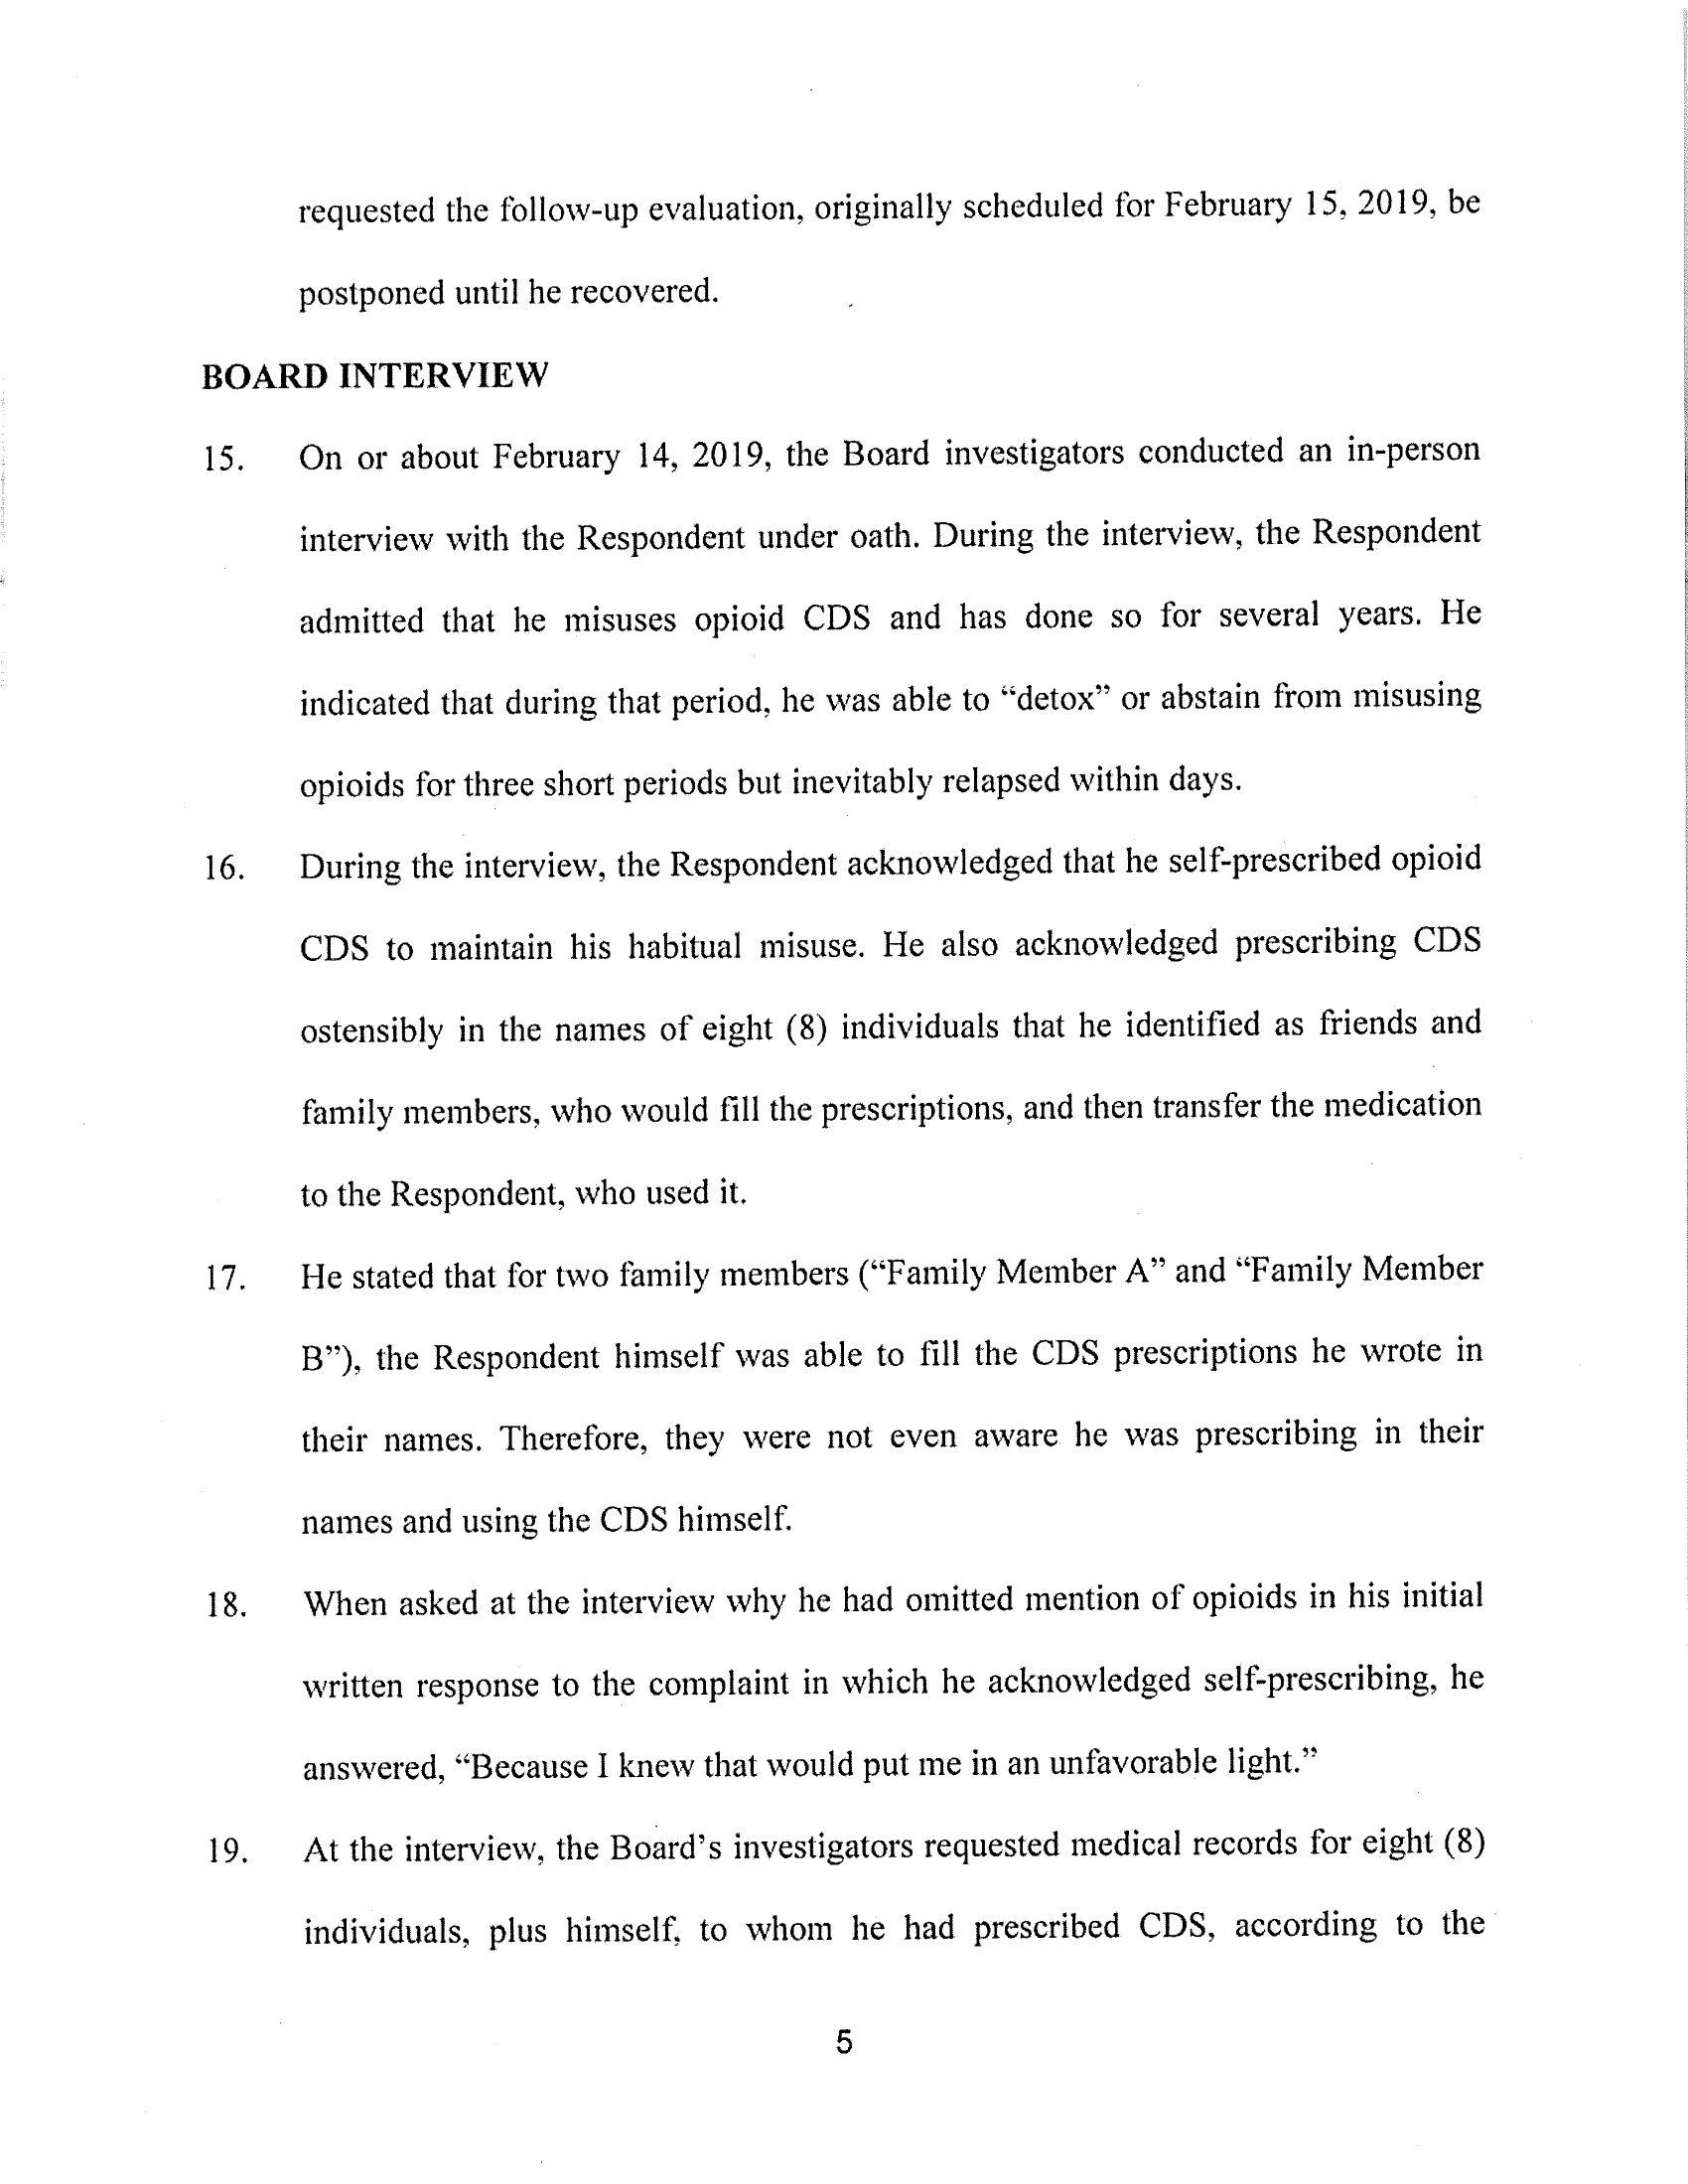 requested the follow-up evaluation, originally scheduled for February 15, 2019, be
postponed until he recovered.
BOARD INTERVIEW
15. On or about February 14, 2019, the Board investigators conducted an in-person
interview with the Respondent under oath. During the interview, the Respondent
admitted that he misuses opioid CDS and has done so for several years. He
indicated that during that period, he was able to “detox” or abstain from misusing
opioids for three short periods but inevitably relapsed within days.
16. During the interview, the Respondent acknowledged that he self-prescribed opioid
CDS to maintain his habitual misuse. He also acknowledged prescribing CDS
ostensibly in the names of eight (8) individuals that he identified as friends and
family members, who would fill the prescriptions, and then transfer the medication
to the Respondent, who used it.
17. He stated that for two family members (“Family Member A” and “Family Member
B”), the Respondent himself was able to fill the CDS prescriptions he wrote in
their names. Therefore, they were not even aware he was prescribing in their
names and using the CDS himself.
18. When asked at the interview why he had omitted mention of opioids in his initial
written response to the complaint in which he acknowledged self-prescribing, he
answered, “Because I knew that would put me in an unfavorable light.”
19. At the interview, the Board’s investigators requested medical records for eight (8)
individuals, plus himself, to whom he had prescribed CDS, according to the
5